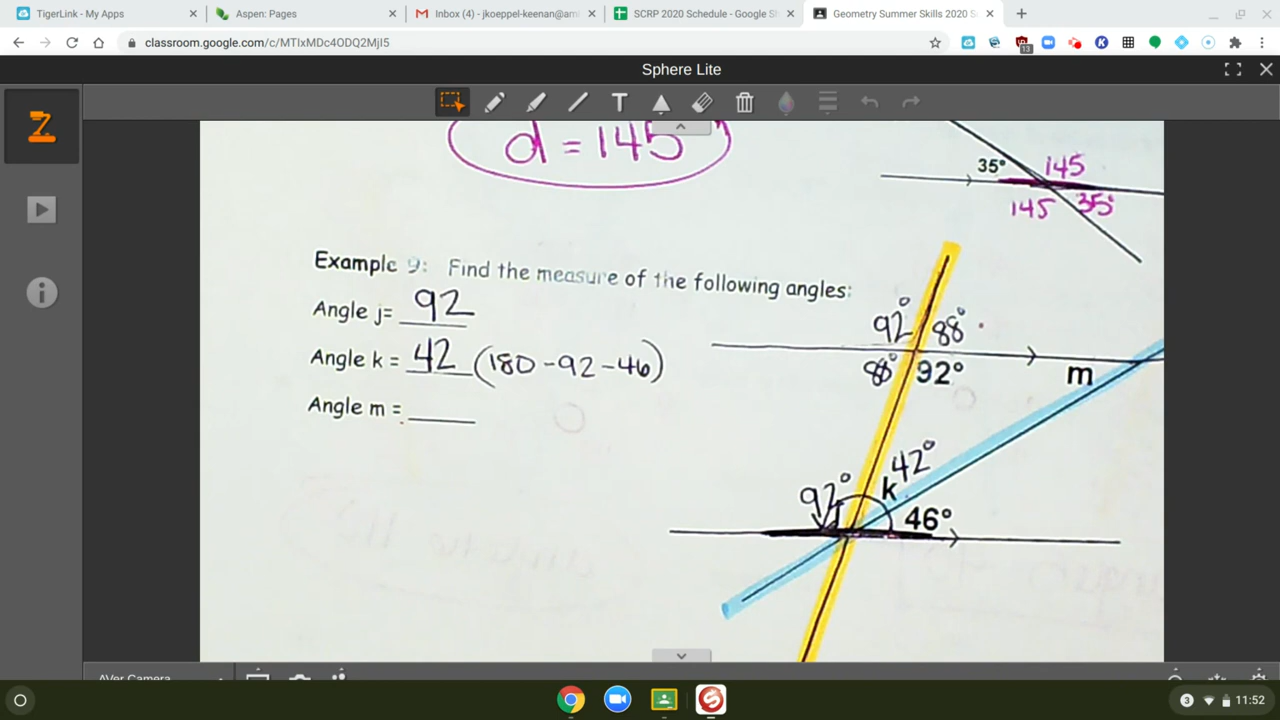 TigerLink - My Apps
Aspen: Pages
Inbox (4) - jkoeppel-keenan@am
SCRP 2020 Schedule - Google S
Geometry Summer Skills 2020 S
classroom.google.com/c/MTIxMDc4ODQ2MjI5
13
Sphere Lite
T
d = 145
35°
145
145
35°
Example 9: Find the measure of the following angles:
Angle j= 92
Angle k = 42 (180-92-46)
Angle m =
92°
88°
88°
92°
m
42°
92°
k
j
46°
AVer Camera
3
11:52